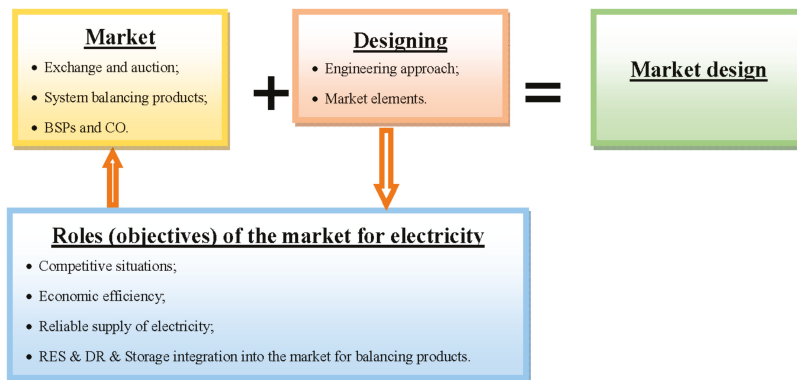 Market
• Exchange and auction;
• System balancing products;
• BSPs and CO.
+
Designing
• Engineering approach;
• Market elements.
=
Market design
Roles (objectives) of the market for electricity
• Competitive situations;
• Economic efficiency;
• Reliable supply of electricity;
• RES & DR & Storage integration into the market for balancing products.